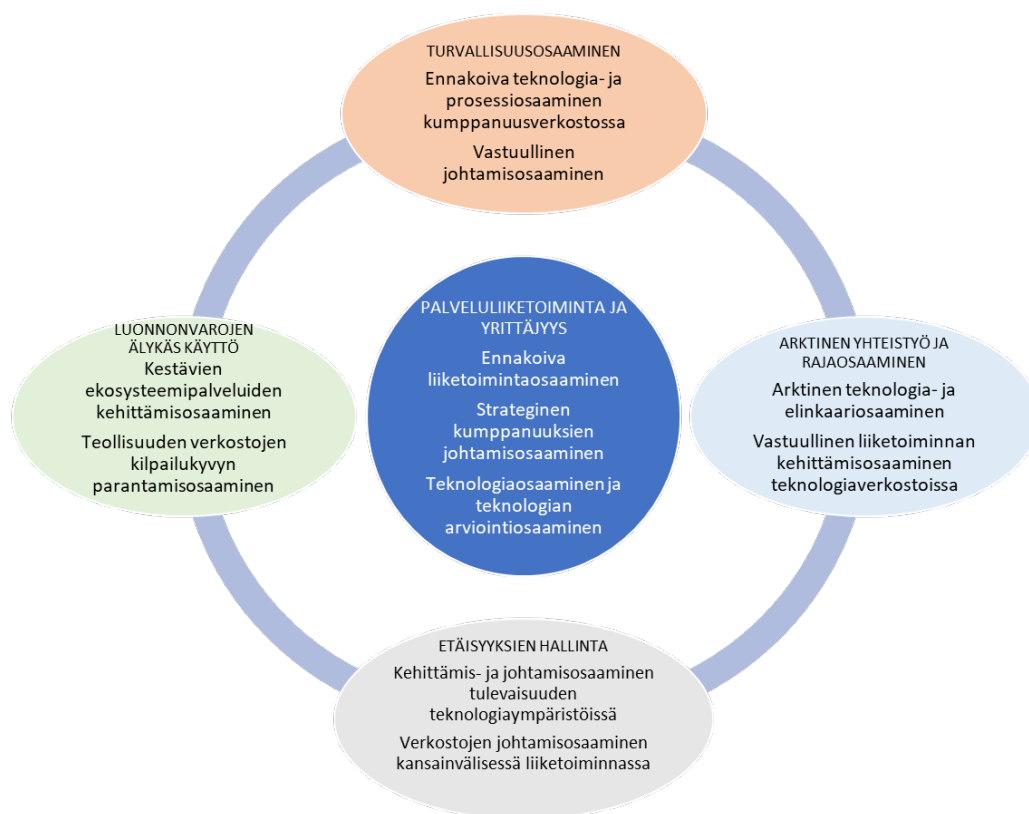 TURVALLISUUSOSAAMINEN
Ennakoiva teknologia- ja
prosessiosaaminen
kumppanuusverkostossa
Vastuullinen
johtamisosaaminen
LUONNONVAROJEN
ÄLYKÄS KÄYTTÖ
Kestävien
ekosysteemipalveluiden
kehittämisosaaminen
Teollisuuden verkostojen
kilpailukyvyn
parantamisosaaminen
PALVELULIIKETOIMINTA JA
YRITTÄJYYS
Ennakoiva
liiketoimintaosaaminen
Strateginen
kumppanuuksien
johtamisosaaminen
Teknologiaosaaminen ja
teknologian
arviointiosaaminen
ARKTINEN YHTEISTYÖ JA
RAJAOSAAMINEN
Arktinen teknologia- ja
elinkaariosaaminen
Vastuullinen liiketoiminnan
kehittämisosaaminen
teknologiaverkostoissa
ETÄISYYKSIEN HALLINTA
Kehittämis- ja johtamisosaaminen
tulevaisuuden
teknologiaympäristöissä
Verkostojen johtamisosaaminen
kansainvälisessä liiketoiminnassa